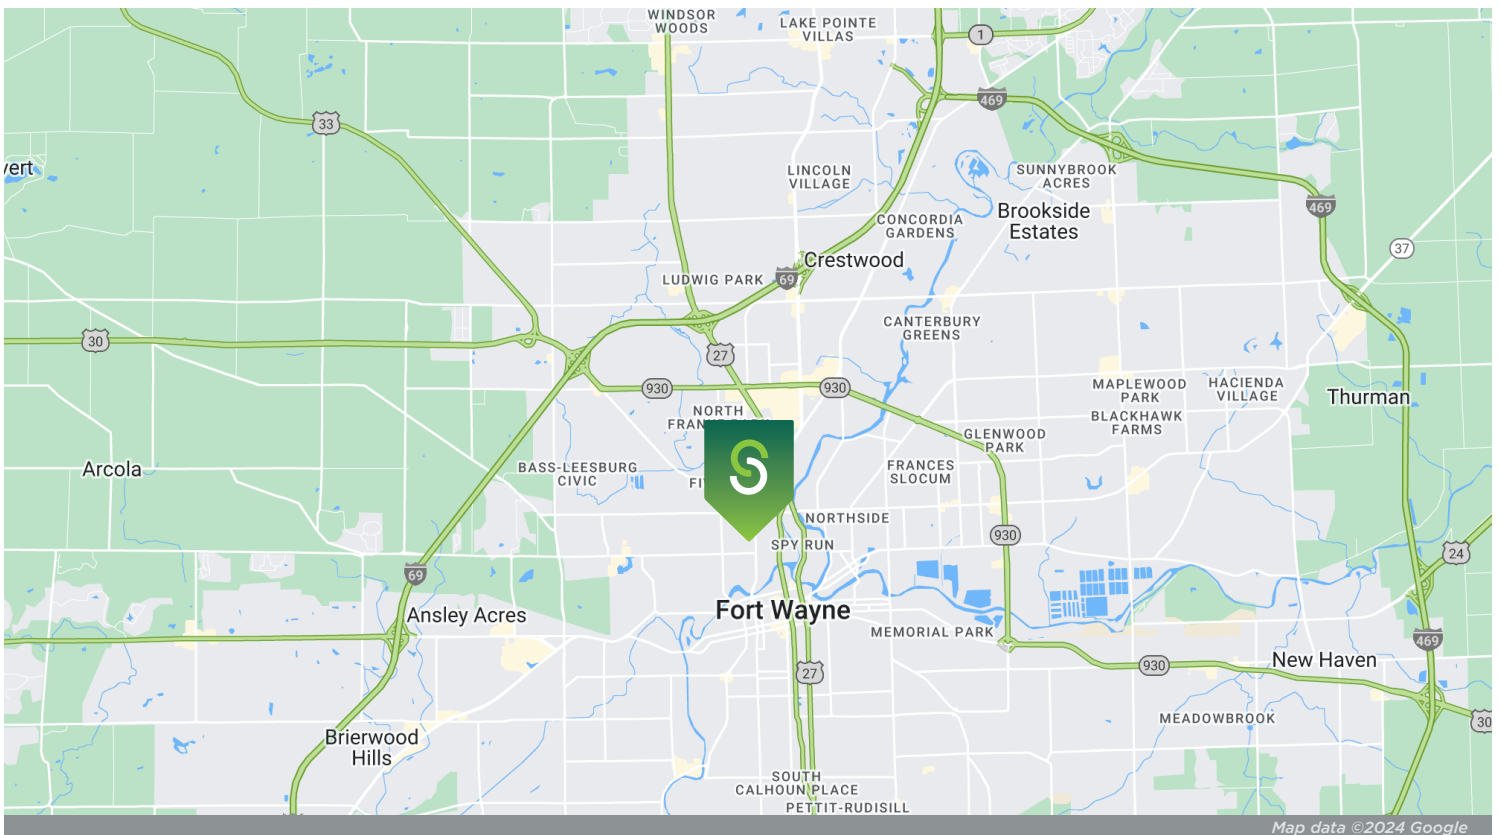 WINDSOR
WOODS
LAKE POINTE
VILLAS
1
469
33
vert
LINCOLN
VILLAGE
SUNNYBROOK
ACRES
469
Brookside
Estates
CONCORDIA
GARDENS
37
Crestwood
LUDWIG PARK
69
CANTERBURY
GREENS
30
27
930
930
MAPLEWOOD
PARK
HACIENDA
VILLAGE
Thurman
NORTH
BLACKHAWK
FARMS
GLENWOOD
PARK
Arcola
BASS-LEESBURG
CIVIC
FRANCES
SLOCUM
S
NORTHSIDE
930
SPY RUN
24
69
Fort Wayne
Ansley Acres
MEMORIAL PARK
469
930
New Haven
27
MEADOWBROOK
30
Brierwood
Hills
SOUTH
CALHOUN PLACE
PETTIT-RUDISILL
Map data ©2024 Google